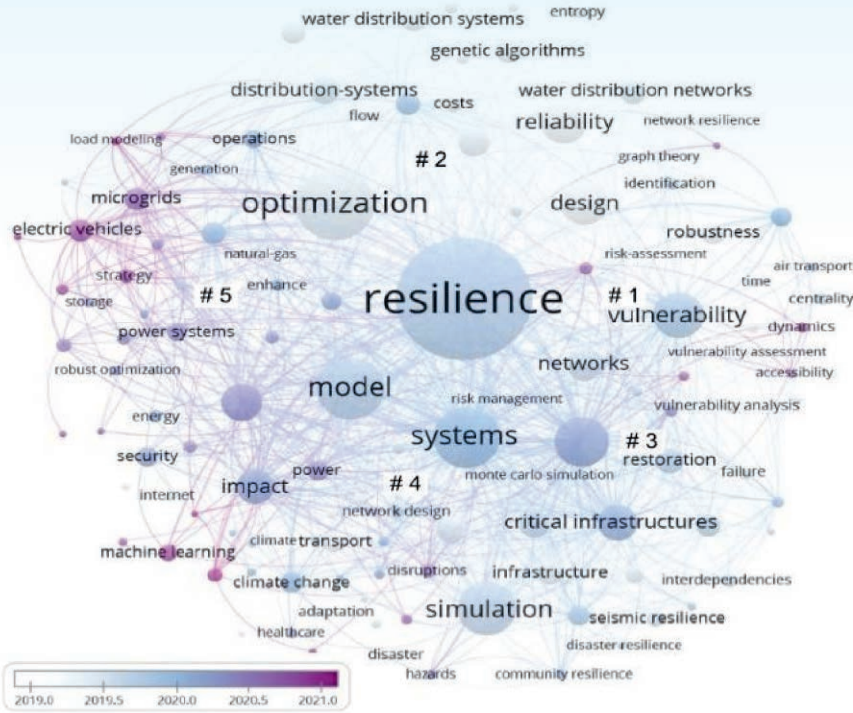 entropy
water distribution systems
genetic algorithms
distribution-systems
water distribution networks
costs
flow
reliability
network resilience
load modeling
operations
# 2
graph theory
generation
identification
microgrids
optimization
design
electric vehicles
robustness
natural-gas
risk-assessment
air transport
strategy
time
enhance
storage
# 5
resilience
# 1
centrality
vulnerability
dynamics
power systems
vulnerability assessment
networks
robust optimization
accessibility
model
risk management
vulnerability analysis
energy
systems
# 3
security
restoration
power
monte carlo simulation
failure
impact
# 4
internet
network design
critical infrastructures
climate
transport
machine learning
disruptions
infrastructure
interdependencies
climate change
adaptation
simulation
seismic resilience
healthcare
disaster resilience
disaster
hazards
community resilience
2019.0 2019.5 2020.0 2020.5 2021.0